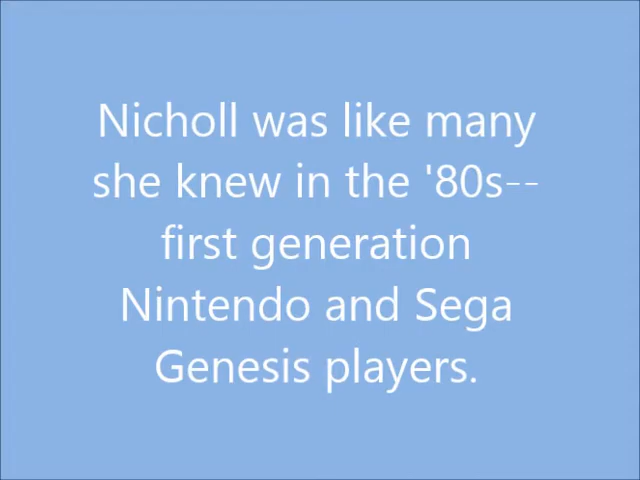 Nicholl was like many
she knew in the '80s--
first generation
Nintendo and Sega
Genesis players.